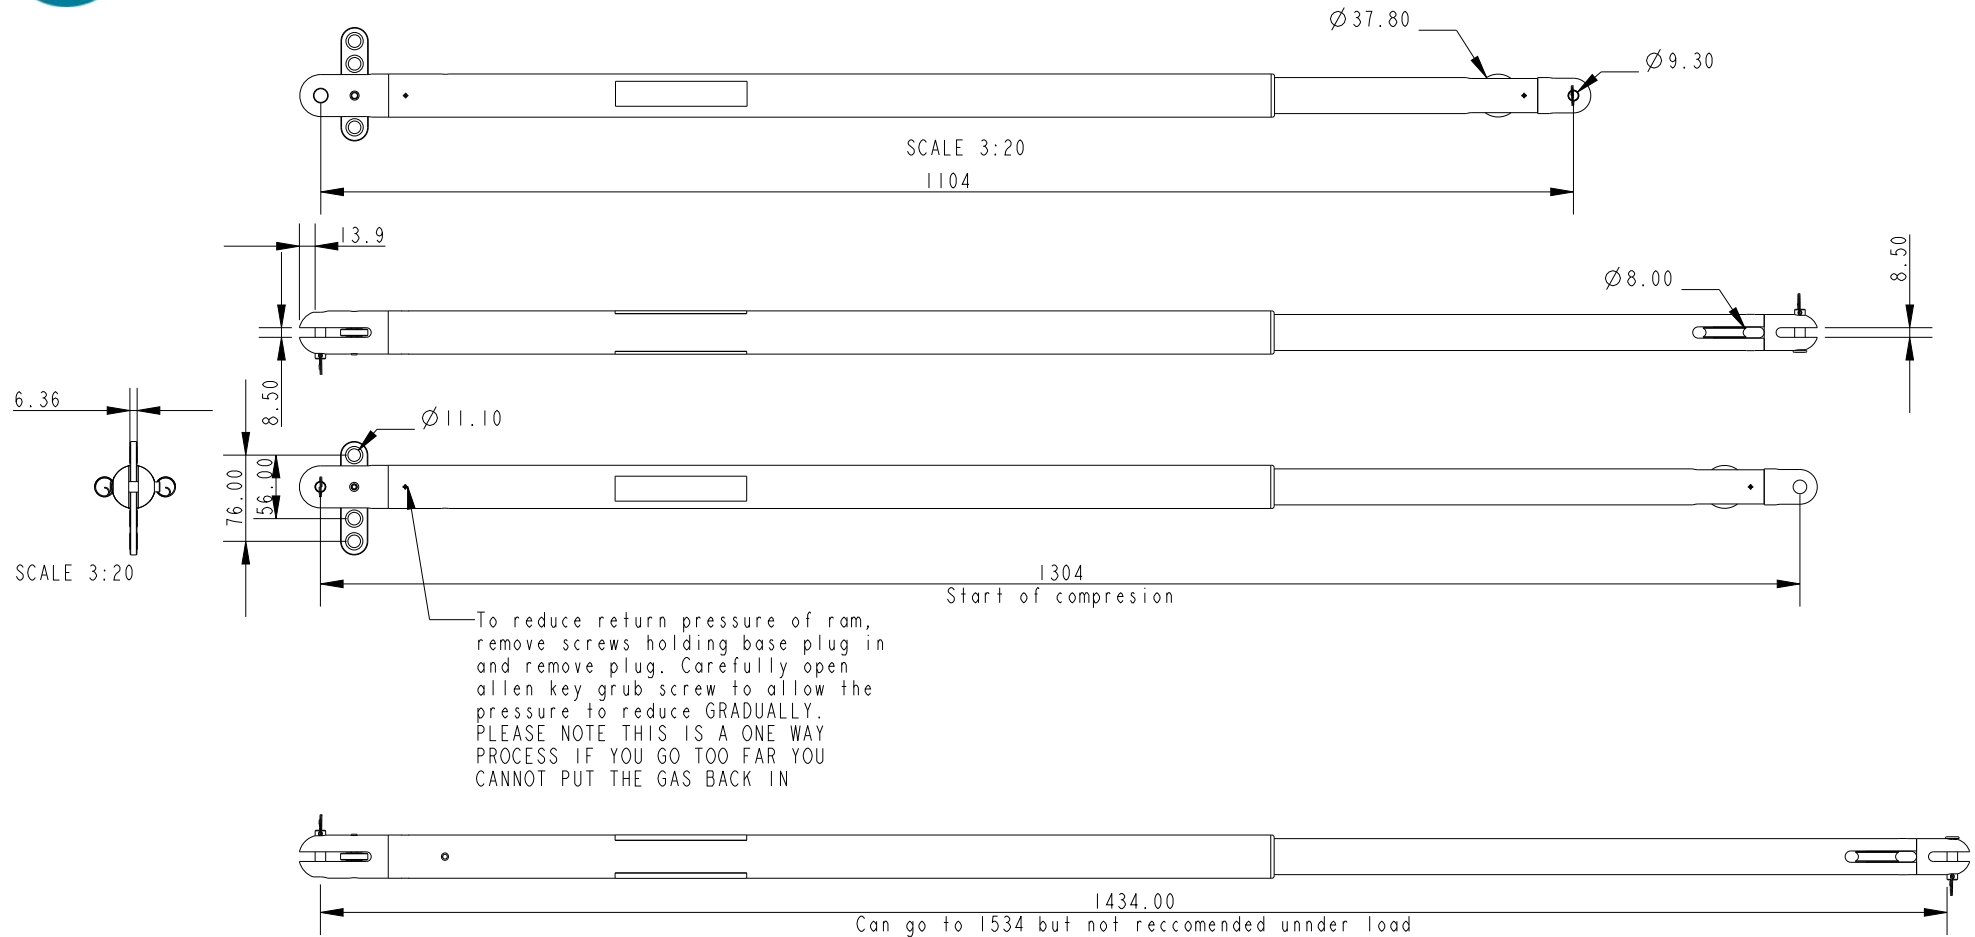 Ø37.80
Ø9.30
SCALE 3:20
1104
13.9
8.50
Ø8.00
8.50
6.36
Ø11.10
76.00
56.00
SCALE 3:20
1304
Start of compresion
To reduce return pressure of ram,
remove screws holding base plug in
and remove plug. Carefully open
allen key grub screw to allow the
pressure to reduce GRADUALLY.
PLEASE NOTE THIS IS A ONE WAY
PROCESS IF YOU GO TOO FAR YOU
CANNOT PUT THE GAS BACK IN
1434.00
Can go to 1534 but not reccomended unnder load